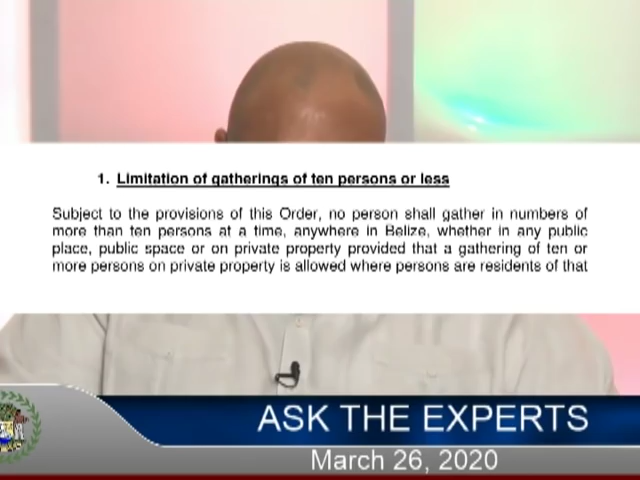 1. Limitation of gatherings of ten persons or less
Subject to the provisions of this Order, no person shall gather in numbers of
more than ten persons at a time, anywhere in Belize, whether in any public
place, public space or on private property provided that a gathering of ten or
more persons on private property is allowed where persons are residents of that
ASK THE EXPERTS
March 26, 2020